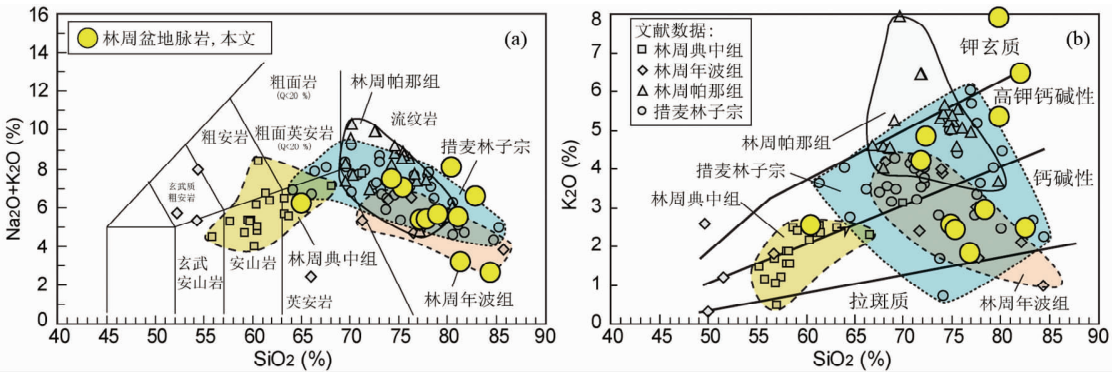 16
14
12
10
8
6
4
2
0
Na2O+K2O (%)
林周盆地脉岩, 本文
(a)
粗面岩
(Q<20 %)
林周帕那组
粗安岩
粗面英安岩
(Q<20 %)
流纹岩
措麦林子宗
玄武质
粗安岩
玄武
安山岩
安山岩
林周典中组
英安岩
林周年波组
40 45 50 55 60 65 70 75 80 85 90
SiO2 (%)
8
6
5
4
3
2
1
0
K2O (%)
文献数据:
林周典中组
林周年波组
林周帕那组
措麦林子宗
(b)
钾玄质
高钾钙碱性
林周帕那组
措麦林子宗
钙碱性
林周典中组
林周年波组
拉斑质
45 50 55 60 65 70 75 80 85 90
SiO2 (%)